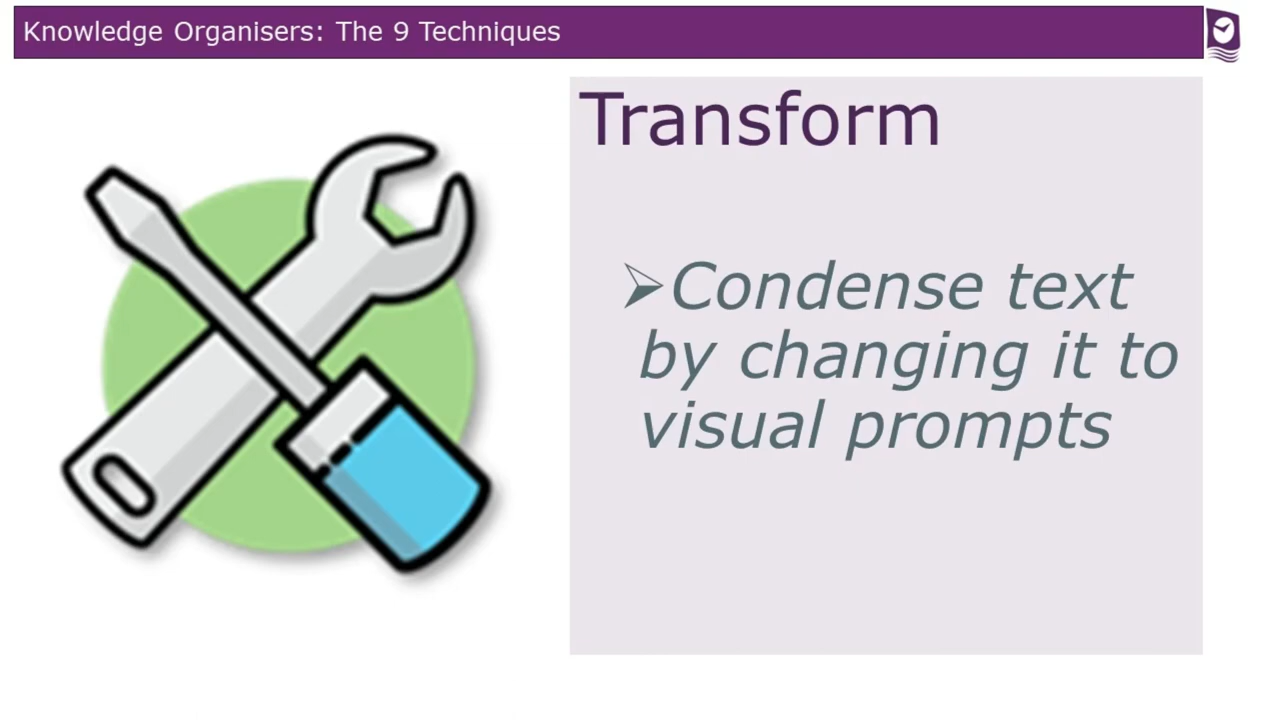 Knowledge Organisers: The 9 Techniques
Transform
➢Condense text
by changing it to
visual prompts